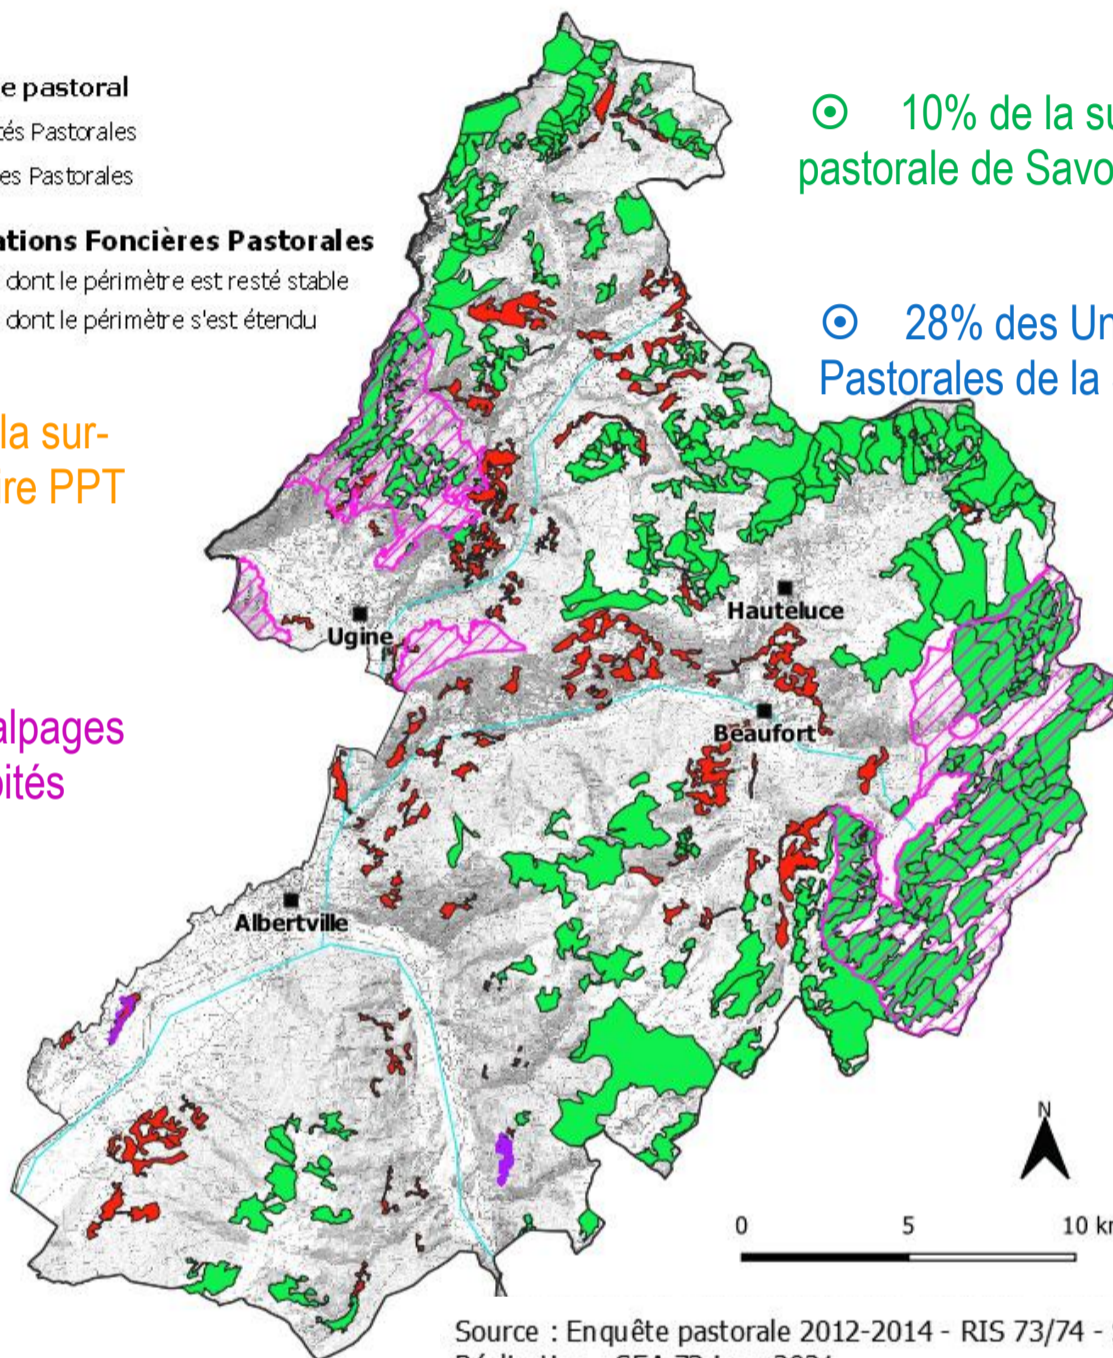 e pastoral
tés Pastorales
es Pastorales
ations Foncières Pastorales
dont le périmètre est resté stable
dont le périmètre s'est étendu
10% de la su
pastorale de Savo
28% des Un
Pastorales de la
la sur-
ire PPT
alpages
oités
Ugine
Hauteluce
Beaufort
Albertville
N
0 5 10 km
Source : Enquête pastorale 2012-2014 - RIS 73/74 -